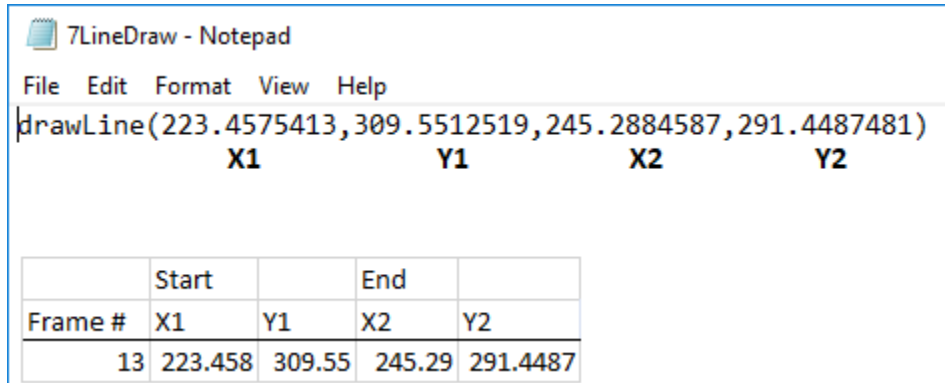 7LineDraw - Notepad
File Edit Format View Help
drawLine(223.4575413,309.5512519,245.2884587,291.4487481)
X1 Y1 X2 Y2
Start End
Frame # X1 Y1 X2 Y2
13 223.458 309.55 245.29 291.4487